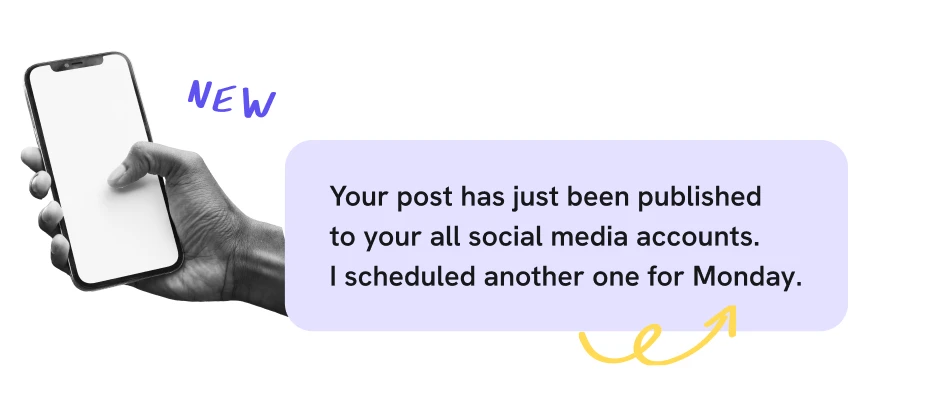 NEW
Your post has just been published
to your all social media accounts.
I scheduled another one for Monday.